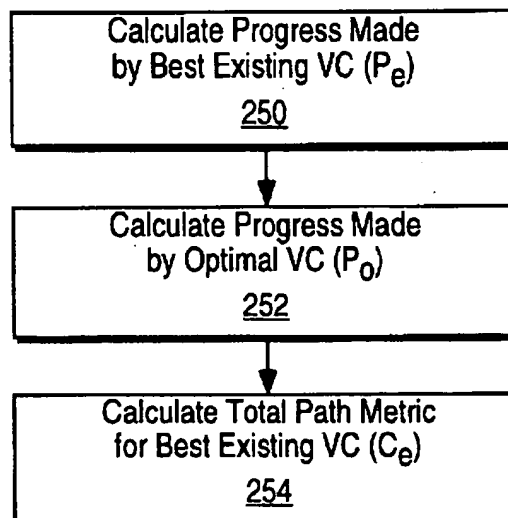 Calculate Progress Made
by Best Existing VC (Pe)
250
Calculate Progress Made
by Optimal VC (Po)
252
Calculate Total Path Metric
for Best Existing VC (Ce)
254